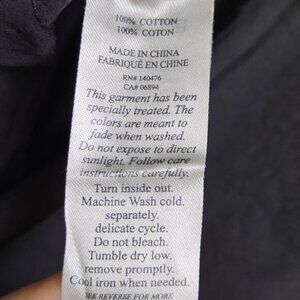 100% COTTON
100% COTON
MADE IN CHINA
FABRIQUÉ EN CHINE
RN# 140476
CA# 06894
This garment has been
specially treated. The
colors are meant to
fade when washed.
Do not expose to direct
sunlight. Follow care
instructions carefully.
Turn inside out.
Machine Wash cold.
separately.
delicate cycle.
Do not bleach.
Tumble dry low.
remove promptly.
Cool iron when needed.
SEE REVERSE FOR MORE